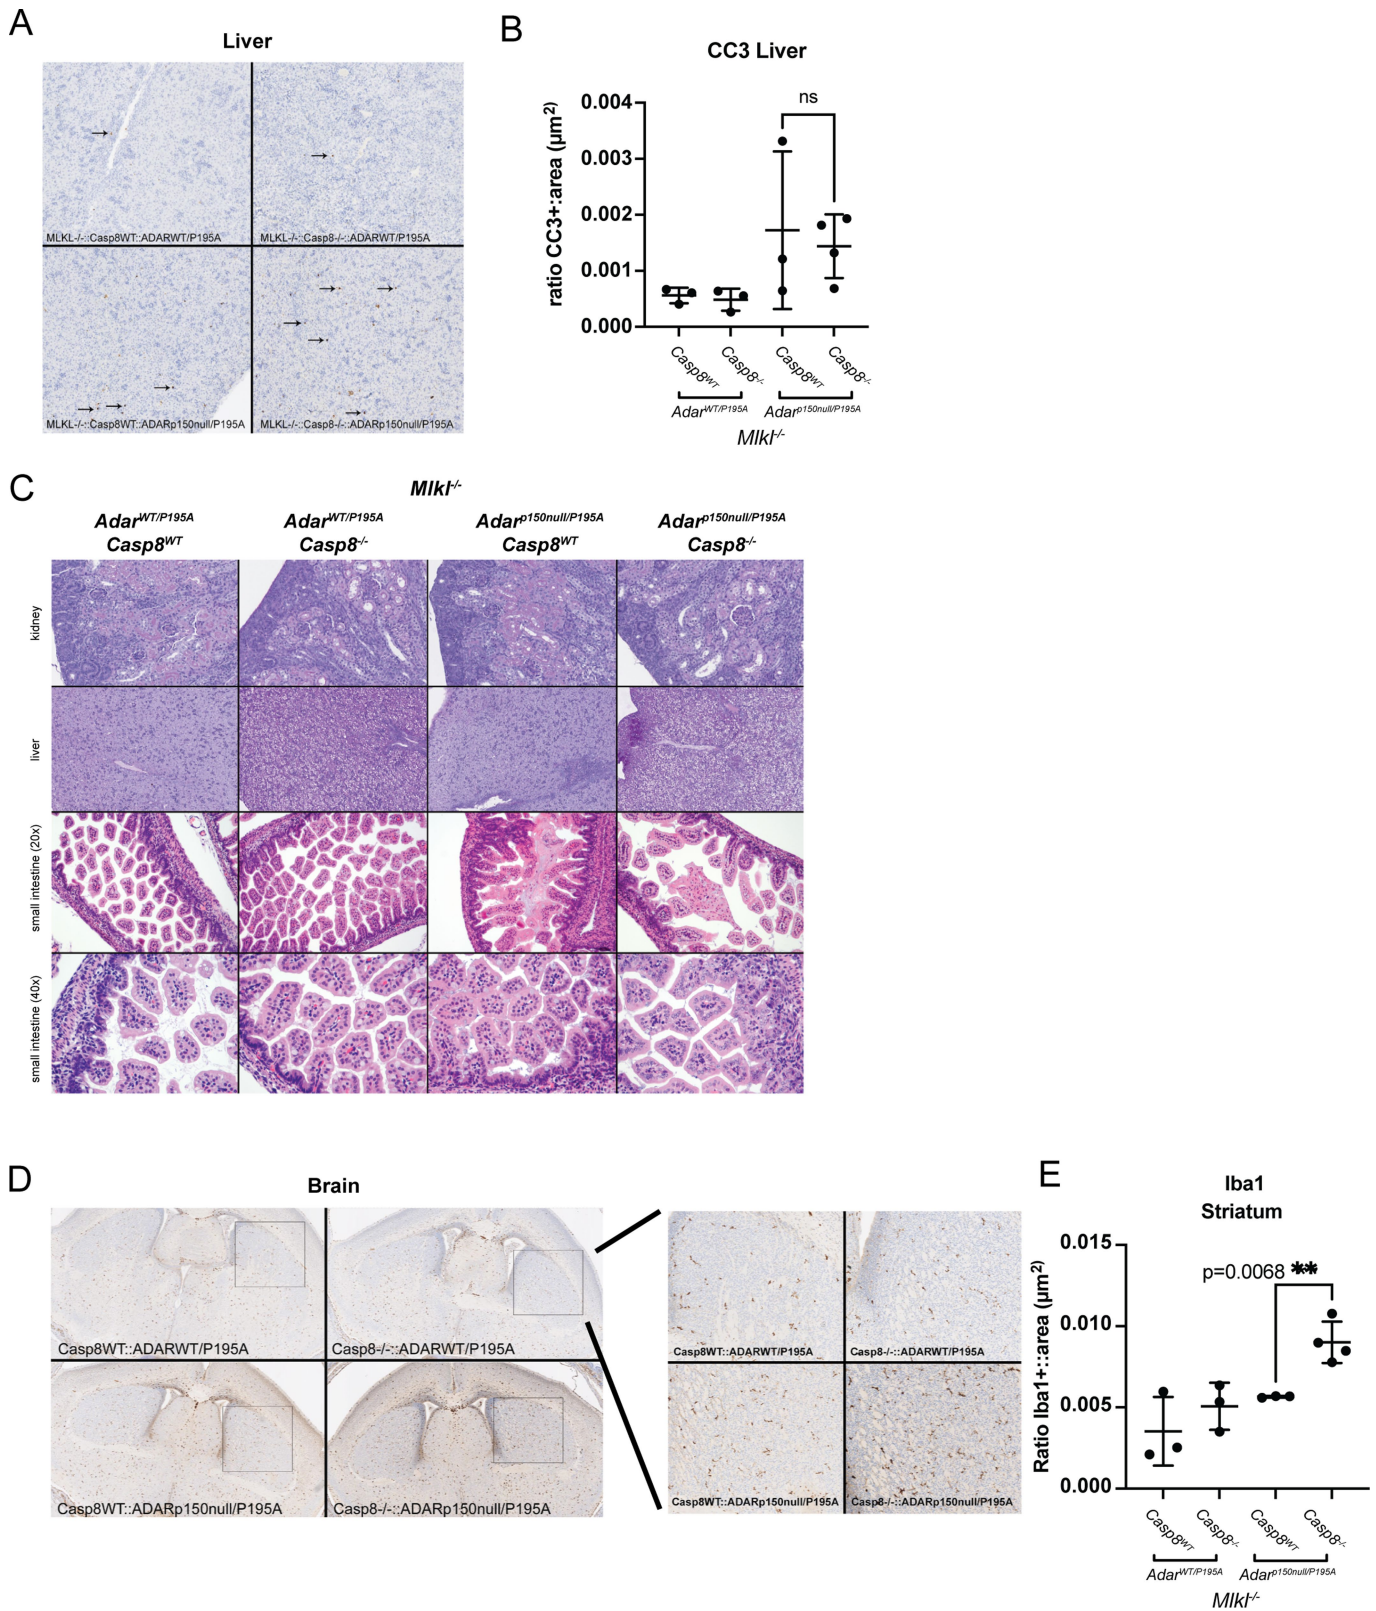 A
Liver
MLKL-/-::Casp8WT::ADARWT/P195A
MLKL-/-::Casp8-/-::ADARWT/P195A
MLKL-/-::Casp8WT::ADARp150null/P195A
MLKL-/-::Casp8-/-::ADARp150null/P195A
B
CC3 Liver
ratio CC3+::area (µm²)
0.004
0.003
0.002
0.001
0.000
ns
Casp8WT
Casp8-/-
Casp8WT
Casp8-/-
AdarWT/P195A
Adarp150null/P195A
Mlkl-/-
C
Mlkl-/-
AdarWT/P195A
Casp8WT
AdarWT/P195A
Casp8-/-
Adarp150null/P195A
Casp8WT
Adarp150null/P195A
Casp8-/-
kidney
liver
small intestine (20x)
small intestine (40x)
D
Brain
Casp8WT::ADARWT/P195A
Casp8-/-::ADARWT/P195A
Casp8WT::ADARp150null/P195A
Casp8-/-::ADARp150null/P195A
Casp8WT::ADARWT/P195A
Casp8-/-::ADARWT/P195A
Casp8WT::ADARp150null/P195A
Casp8-/-::ADARp150null/P195A
E
Iba1
Striatum
Ratio Iba1+::area (µm²)
0.015
0.010
0.005
0.000
p=0.0068 **
Casp8WT
Casp8-/-
Casp8WT
Casp8-/-
AdarWT/P195A
Adarp150null/P195A
Mlkl-/-